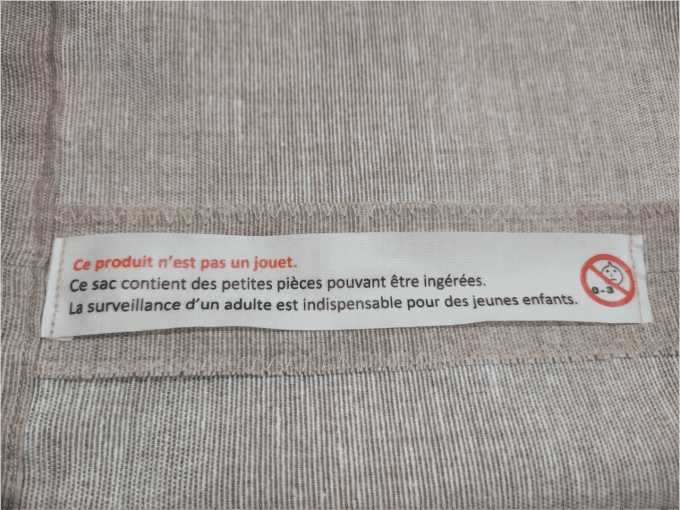 Ce produit n'est pas un jouet.
Ce sac contient des petites pièces pouvant être ingérées.
La surveillance d'un adulte est indispensable pour des jeunes enfants.
0-3